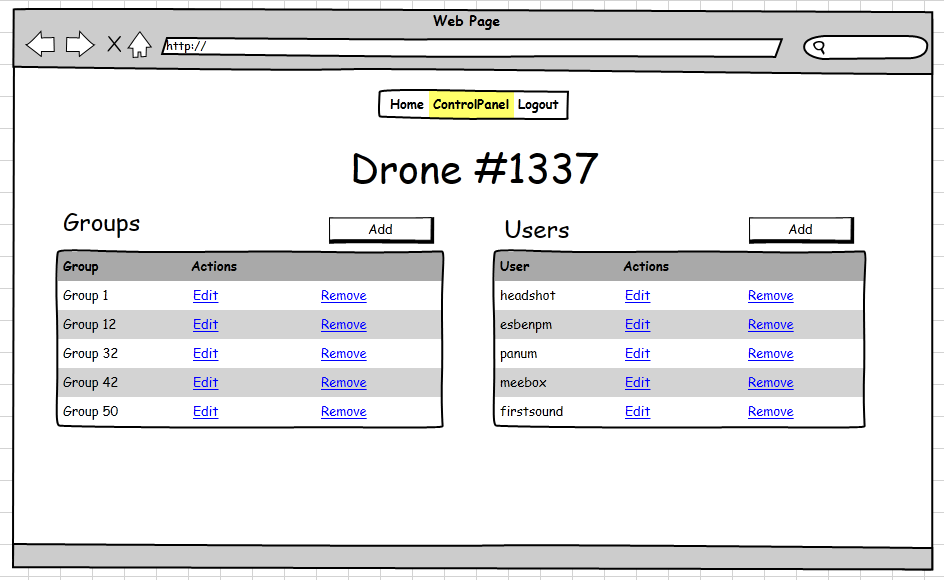 Web Page
http://
Home ControlPanel Logout
Drone #1337
Groups
Add
Group Actions
Group 1 Edit Remove
Group 12 Edit Remove
Group 32 Edit Remove
Group 42 Edit Remove
Group 50 Edit Remove
Users
Add
User Actions
headshot Edit Remove
esbenpm Edit Remove
panum Edit Remove
meebox Edit Remove
firstsound Edit Remove